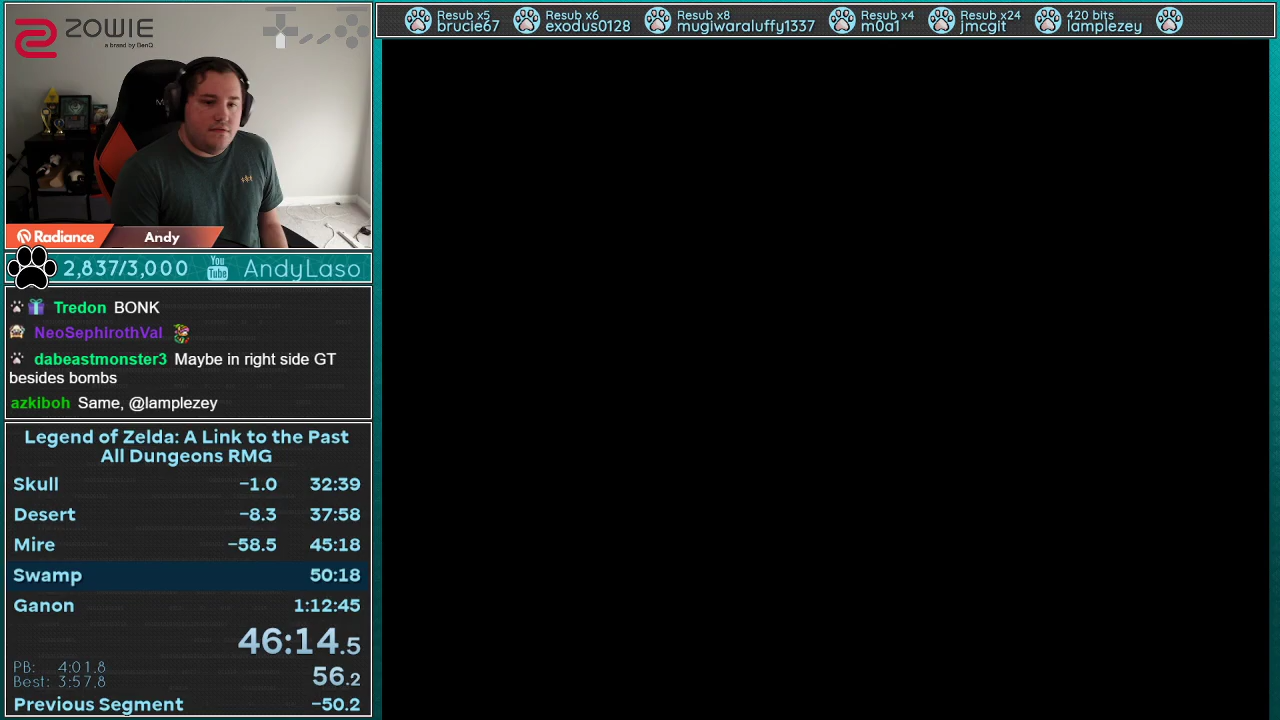 ZOWIE
a brand by BenQ
Radiance
Andy
2,837/3,000 You Tube AndyLaso
Resub x5
brucie67
Resub x6
exodus0128
Resub x8
mugiwaraluffy1337
Resub x4
m0a1
Resub x24
jmcgit
420 bits
lamplezey
Tredon BONK
NeoSephirothVal
dabeastmonster3 Maybe in right side GT
besides bombs
azkiboh Same, @lamplezey
Legend of Zelda: A Link to the Past
All Dungeons RMG
Skull -1.0 32:39
Desert -8.3 37:58
Mire -58.5 45:18
Swamp 50:18
Ganon 1:12:45
46:14.5
PB: 4:01.8
Best: 3:57.8
56.2
Previous Segment -50.2